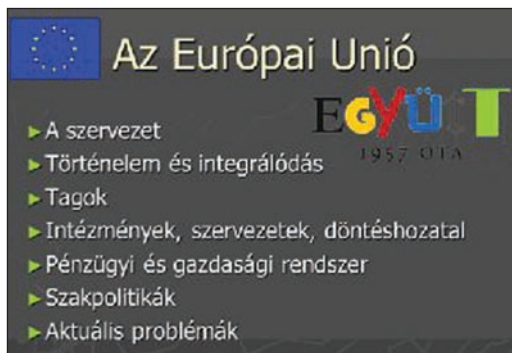 Az Európai Unió
EGYÜTT
1957 ÓTA
A szervezet
Történelem és integrálódás
Tagok
Intézmények, szervezetek, döntéshozatal
Pénzügyi és gazdasági rendszer
Szakpolitikák
Aktuális problémák